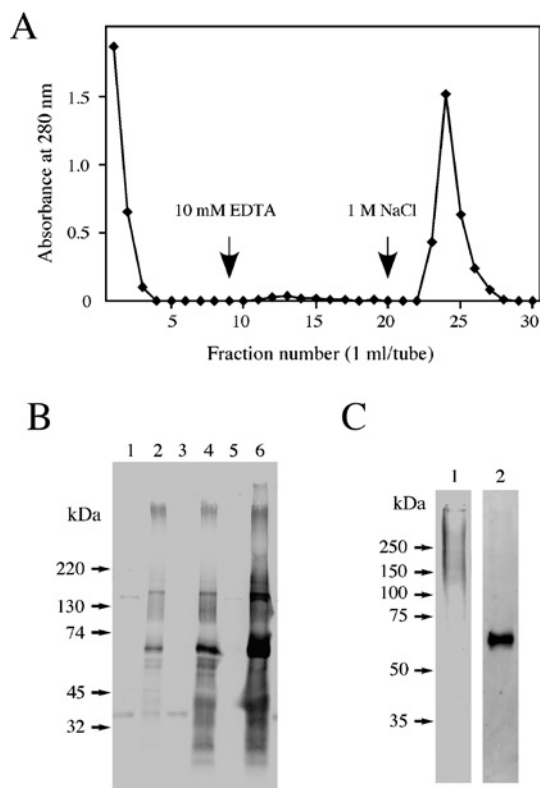 A
Absorbance at 280 nm
1.5
1.0
0.5
0
10 mM EDTA
1 M NaCl
5 10 15 20 25 30
Fraction number (1 ml/tube)
B
1 2 3 4 5 6
kDa
220
130
74
45
32
C
1 2
kDa
250
150
100
75
50
35